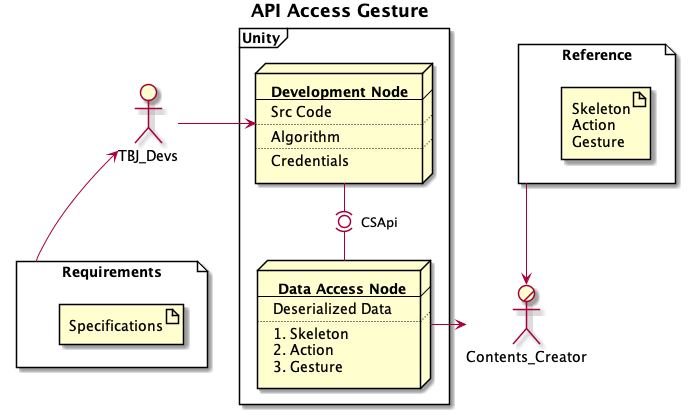 API Access Gesture
Unity
Development Node
Src Code
Algorithm
Credentials
TBJ_Devs
CSApi
Reference
Skeleton
Action
Gesture
Requirements
Specifications
Data Access Node
Deserialized Data
1. Skeleton
2. Action
3. Gesture
Contents_Creator